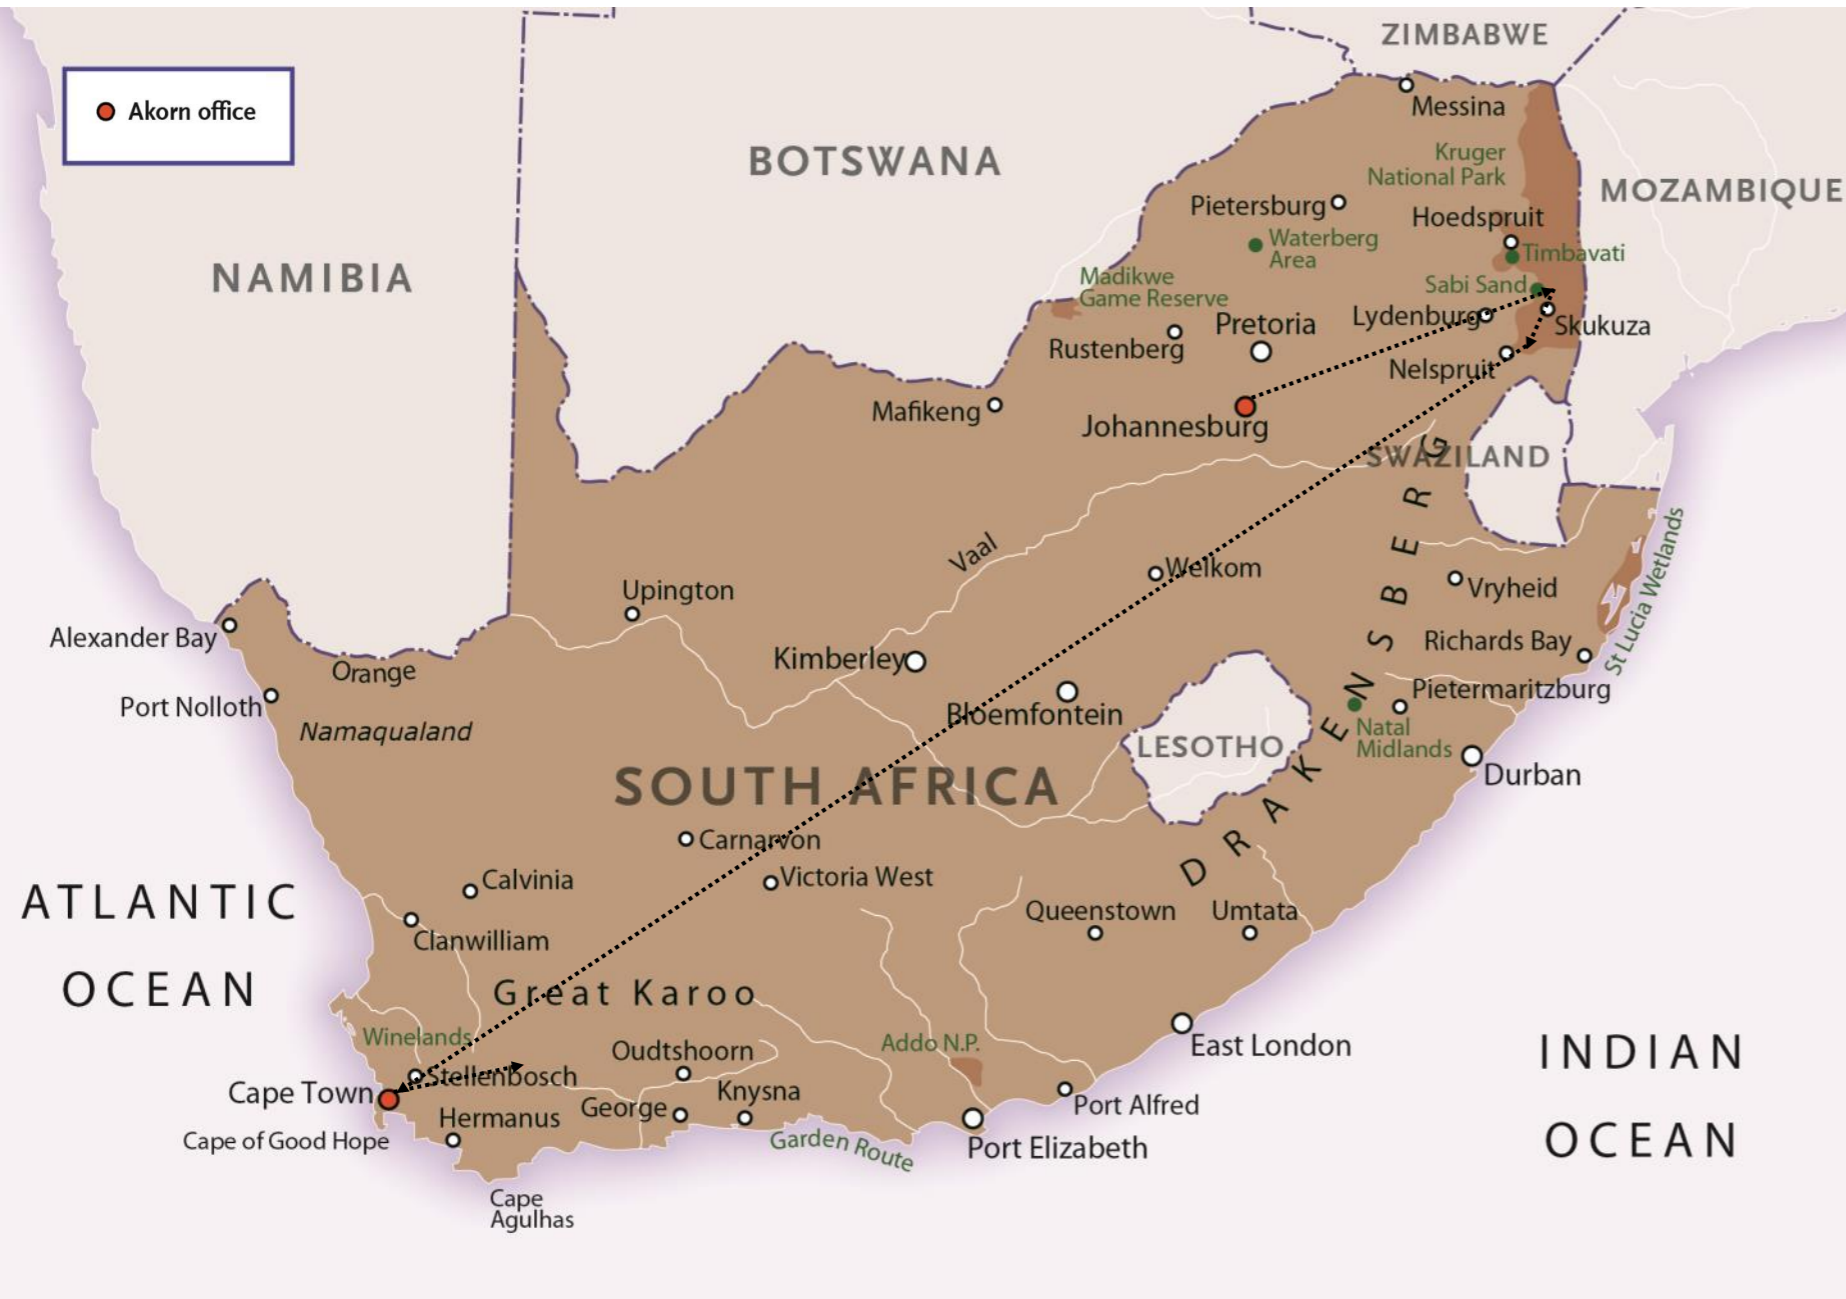 ZIMBABWE
Akorn office
Messina
BOTSWANA
Kruger
National Park
MOZAMBIQUE
Pietersburg
Hoedspruit
Waterberg
Area
Timbavati
NAMIBIA
Madikwe
Game Reserve
Sabi Sand
Lydenburg
Pretoria
Skukuza
Rustenberg
Nelspruit
Mafikeng
Johannesburg
SWAZILAND
Vaal
Welkom
Upington
Vryheid
St Lucia Wetlands
Alexander Bay
Richards Bay
Kimberley
Orange
Pietermaritzburg
Port Nolloth
Bloemfontein
Namaqualand
Natal
Midlands
LESOTHO
Durban
SOUTH AFRICA
DRAKENSBERG
Carnarvon
Calvinia
Victoria West
ATLANTIC
OCEAN
Queenstown
Umtata
Clanwilliam
Great Karoo
Winelands
Addo N.P.
East London
Oudtshoorn
INDIAN
OCEAN
Stellenbosch
Cape Town
Knysna
George
Port Alfred
Hermanus
Cape of Good Hope
Garden Route
Port Elizabeth
Cape
Agulhas